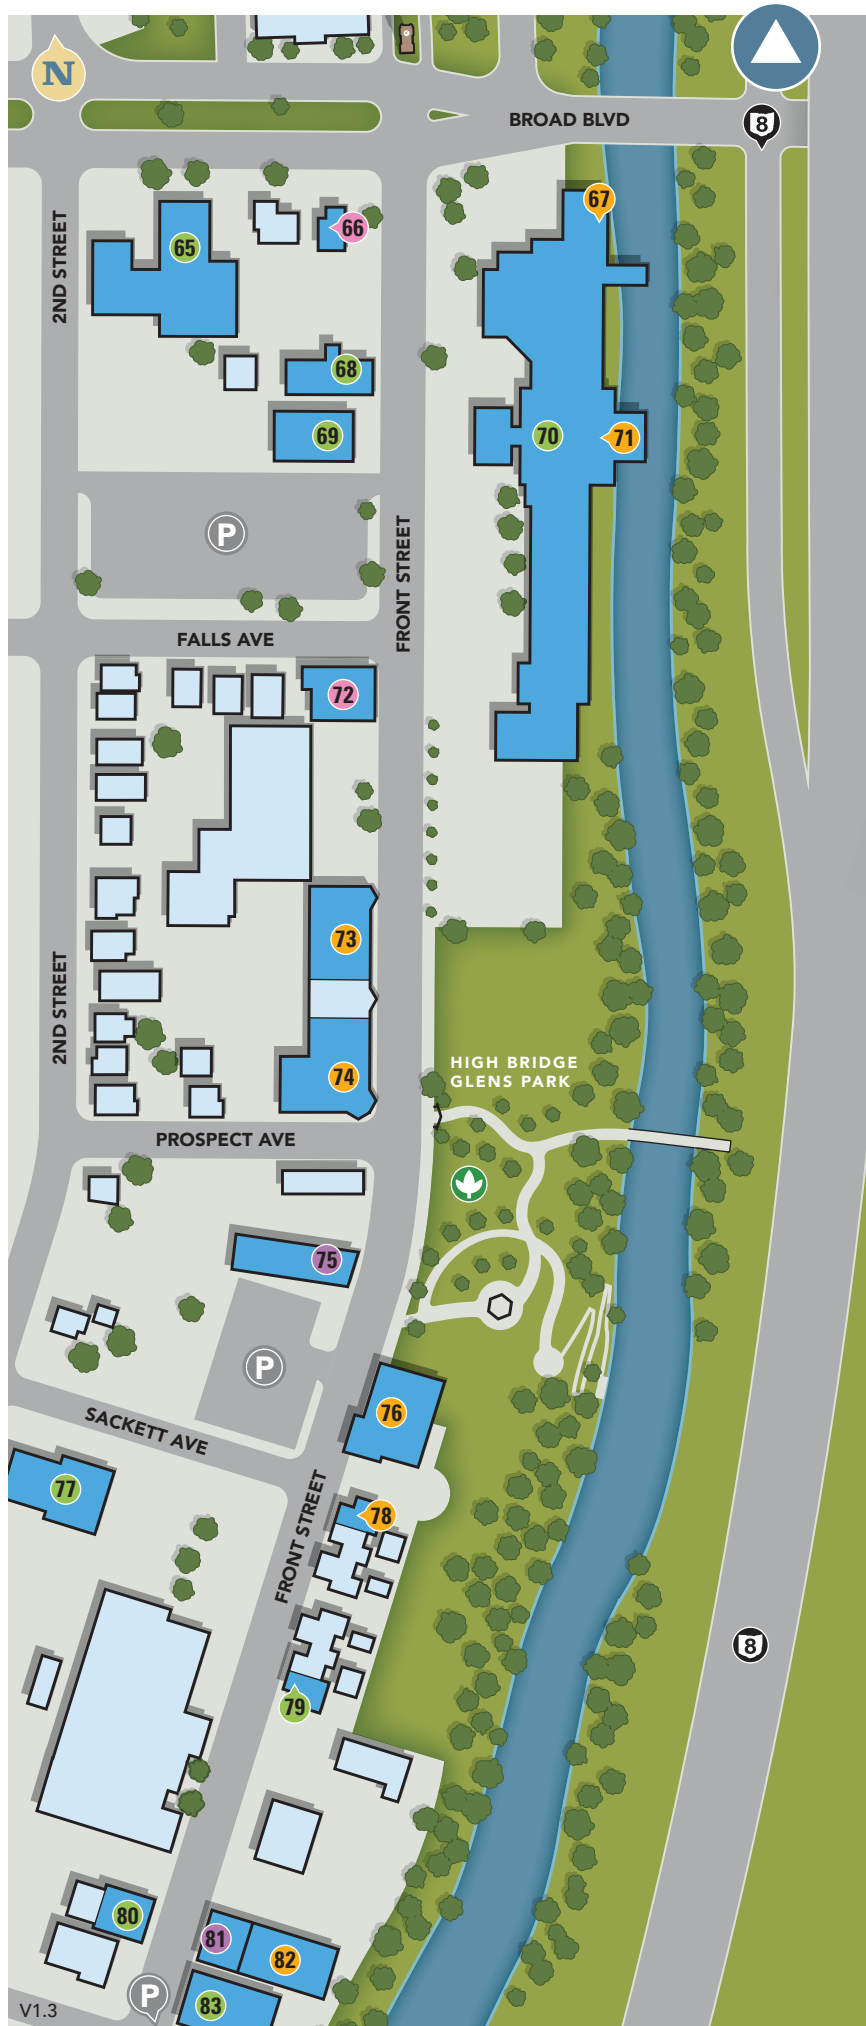 N
8
BROAD BLVD
67
66
65
2ND STREET
68
69
70
71
P
FRONT STREET
FALLS AVE
72
73
2ND STREET
74
HIGH BRIDGE
GLENS PARK
PROSPECT AVE
75
P
76
SACKETT AVE
77
FRONT STREET
78
8
79
80
81
82
P
83
V1.3